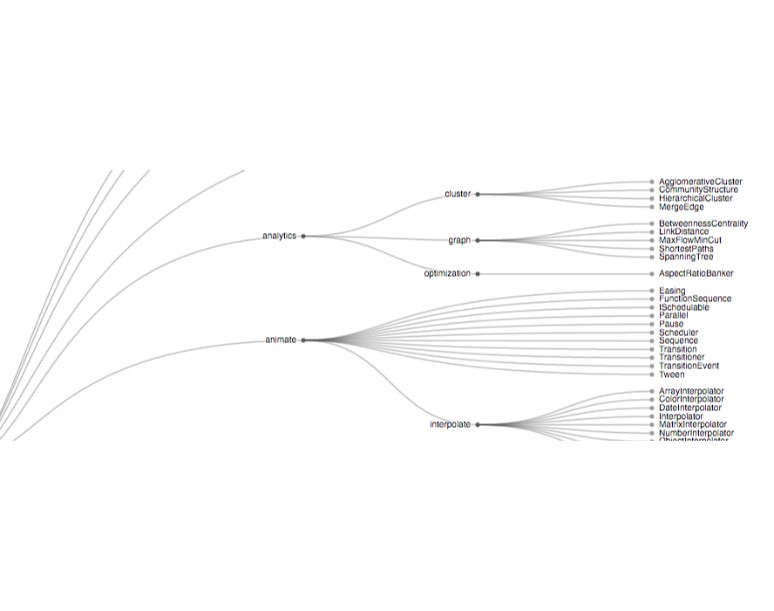 cluster
AgglomerativeCluster
CommunityStructure
HierarchicalCluster
MergeEdge
analytics
graph
BetweennessCentrality
LinkDistance
MaxFlowMinCut
ShortestPaths
SpanningTree
optimization
AspectRatioBanker
animate
Easing
FunctionSequence
ISchedulable
Parallel
Pause
Scheduler
Sequence
Transition
Transitioner
TransitionEvent
Tween
interpolate
ArrayInterpolator
ColorInterpolator
DateInterpolator
Interpolator
MatrixInterpolator
NumberInterpolator